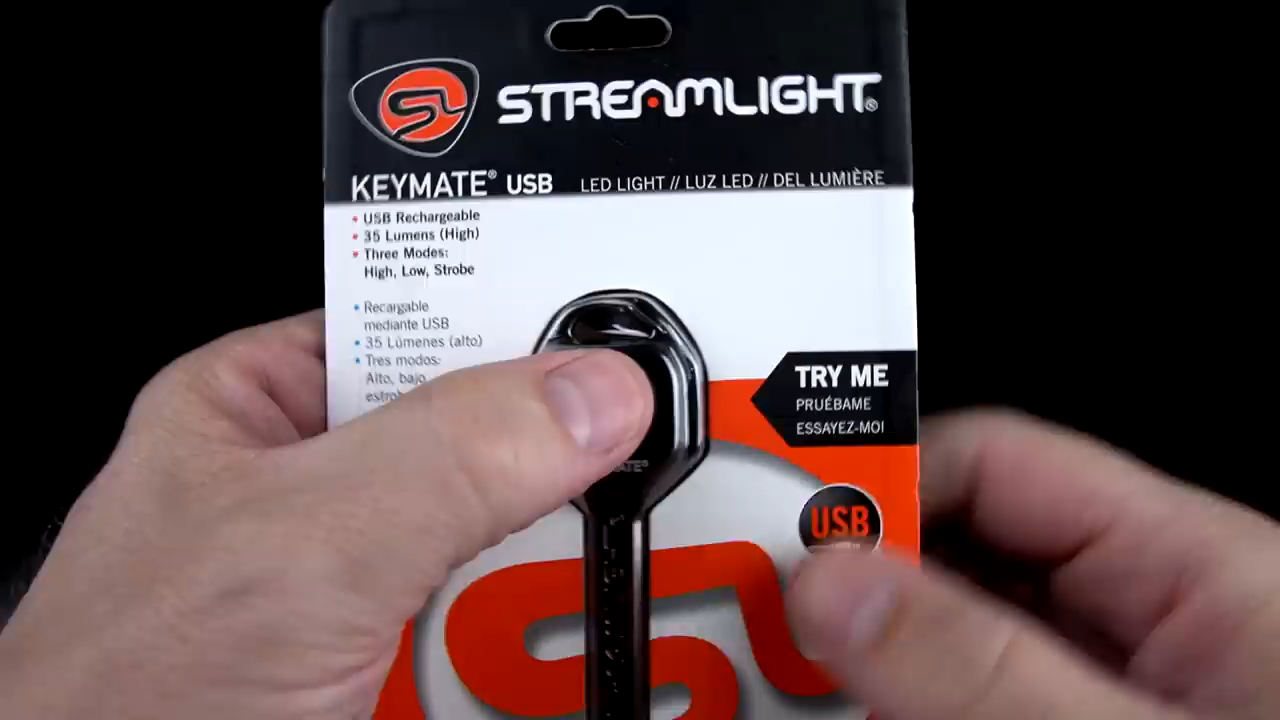 STREAMLIGHT®
KEYMATE® USB LED LIGHT // LUZ LED // DEL LUMIÈRE
• USB Rechargeable
• 35 Lumens (High)
• Three Modes:
High, Low, Strobe
• Recargable
mediante USB
• 35 Lúmenes (alto)
• Tres modos:
Alto, bajo,
TRY ME
PRUÉBAME
ESSAYEZ-MOI
USB